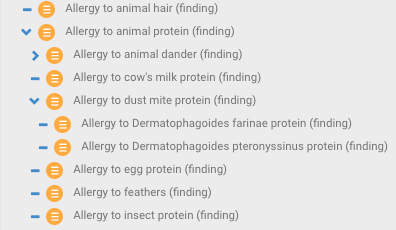 Allergy to animal hair (finding)
Allergy to animal protein (finding)
Allergy to animal dander (finding)
Allergy to cow's milk protein (finding)
Allergy to dust mite protein (finding)
Allergy to Dermatophagoides farinae protein (finding)
Allergy to Dermatophagoides pteronyssinus protein (finding)
Allergy to egg protein (finding)
Allergy to feathers (finding)
Allergy to insect protein (finding)